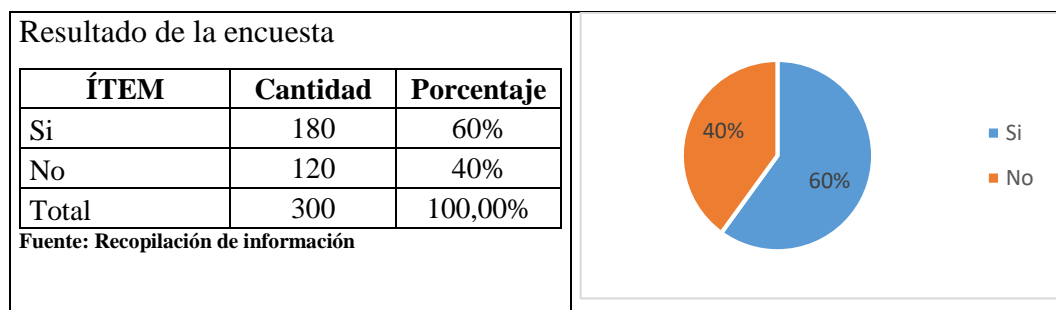 Resultado de la encuesta
ÍTEM Cantidad Porcentaje
Si 180 60%
No 120 40%
Total 300 100,00%
Fuente: Recopilación de información
40%
60%
Si
No